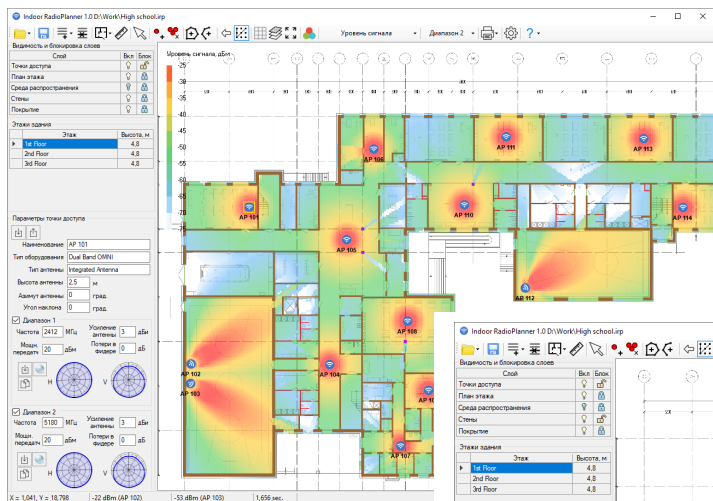 Indoor RadioPlanner 1.0 D:\Work\High school.irp
Уровень сигнала
Диапазон 2
Видимость и блокировка слоев
Слой Вкл Блок
Точки доступа
План этажа
Среда распространения
Стены
Покрытие
Этажи здания
Этаж Высота, м
1st Floor 4,8
2nd Floor 4,8
3rd Floor 4,8
Параметры точки доступа
Наименование AP 101
Тип оборудования Dual Band OMNI
Тип антенны Integrated Antenna
Высота антенны 2,5 м
Азимут антенны 0 град.
Угол наклона 0 град.
Диапазон 1
Частота 2412 МГц Усиление антенны 3 дБи
Мощн. передатч 20 дБм Потери в фидере 0 дБ
H V
Диапазон 2
Частота 5180 МГц Усиление антенны 3 дБи
Мощн. передатч 20 дБм Потери в фидере 0 дБ
H V
X = 1,041, Y = 18,798 -22 dBm (AP 102) -53 dBm (AP 103) 1,656 sec.
Уровень сигнала, дБм
-25
-30
-35
-40
-45
-50
-55
-60
-65
-70
-75
AP 106
AP 111
AP 113
AP 101
AP 110
AP 114
AP 105
AP 112
AP 108
AP 102
AP 103
AP 104
AP 107
Indoor RadioPlanner 1.0 D:\Work\High school.irp
Видимость и блокировка слоев
Слой Вкл Блок
Точки доступа
План этажа
Среда распространения
Стены
Покрытие
Этажи здания
Этаж Высота, м
1st Floor 4,8
2nd Floor 4,8
3rd Floor 4,8